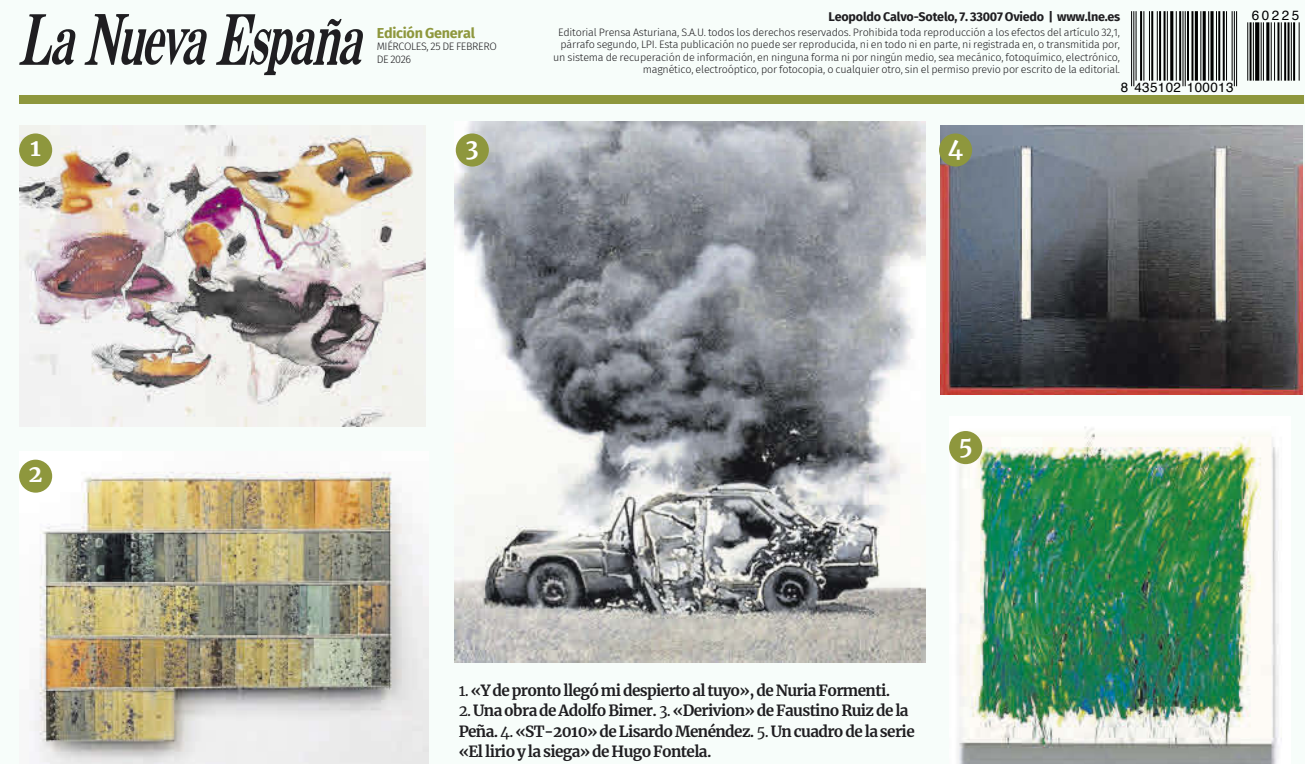 La Nueva España
Edición General
MIÉRCOLES, 25 DE FEBRERO
DE 2026
Leopoldo Calvo-Sotelo, 7. 33007 Oviedo | www.lne.es
Editorial Prensa Asturiana, S.A.U. todos los derechos reservados. Prohibida toda reproducción a los efectos del artículo 32,1,
párrafo segundo, LPI. Esta publicación no puede ser reproducida, ni en todo ni en parte, ni registrada en, o transmitida por,
un sistema de recuperación de información, en ninguna forma ni por ningún medio, sea mecánico, fotoquímico, electrónico,
magnético, electroóptico, por fotocopia, o cualquier otro, sin el permiso previo por escrito de la editorial.
60225
8 435102 100013
1
2
3
4
5
1. «Y de pronto llegó mi despierto al tuyo», de Nuria Formenti.
2. Una obra de Adolfo Bimer. 3. «Derivion» de Faustino Ruiz de la
Peña. 4. «ST-2010» de Lisardo Menéndez. 5. Un cuadro de la serie
«El lirio y la siega» de Hugo Fontela.